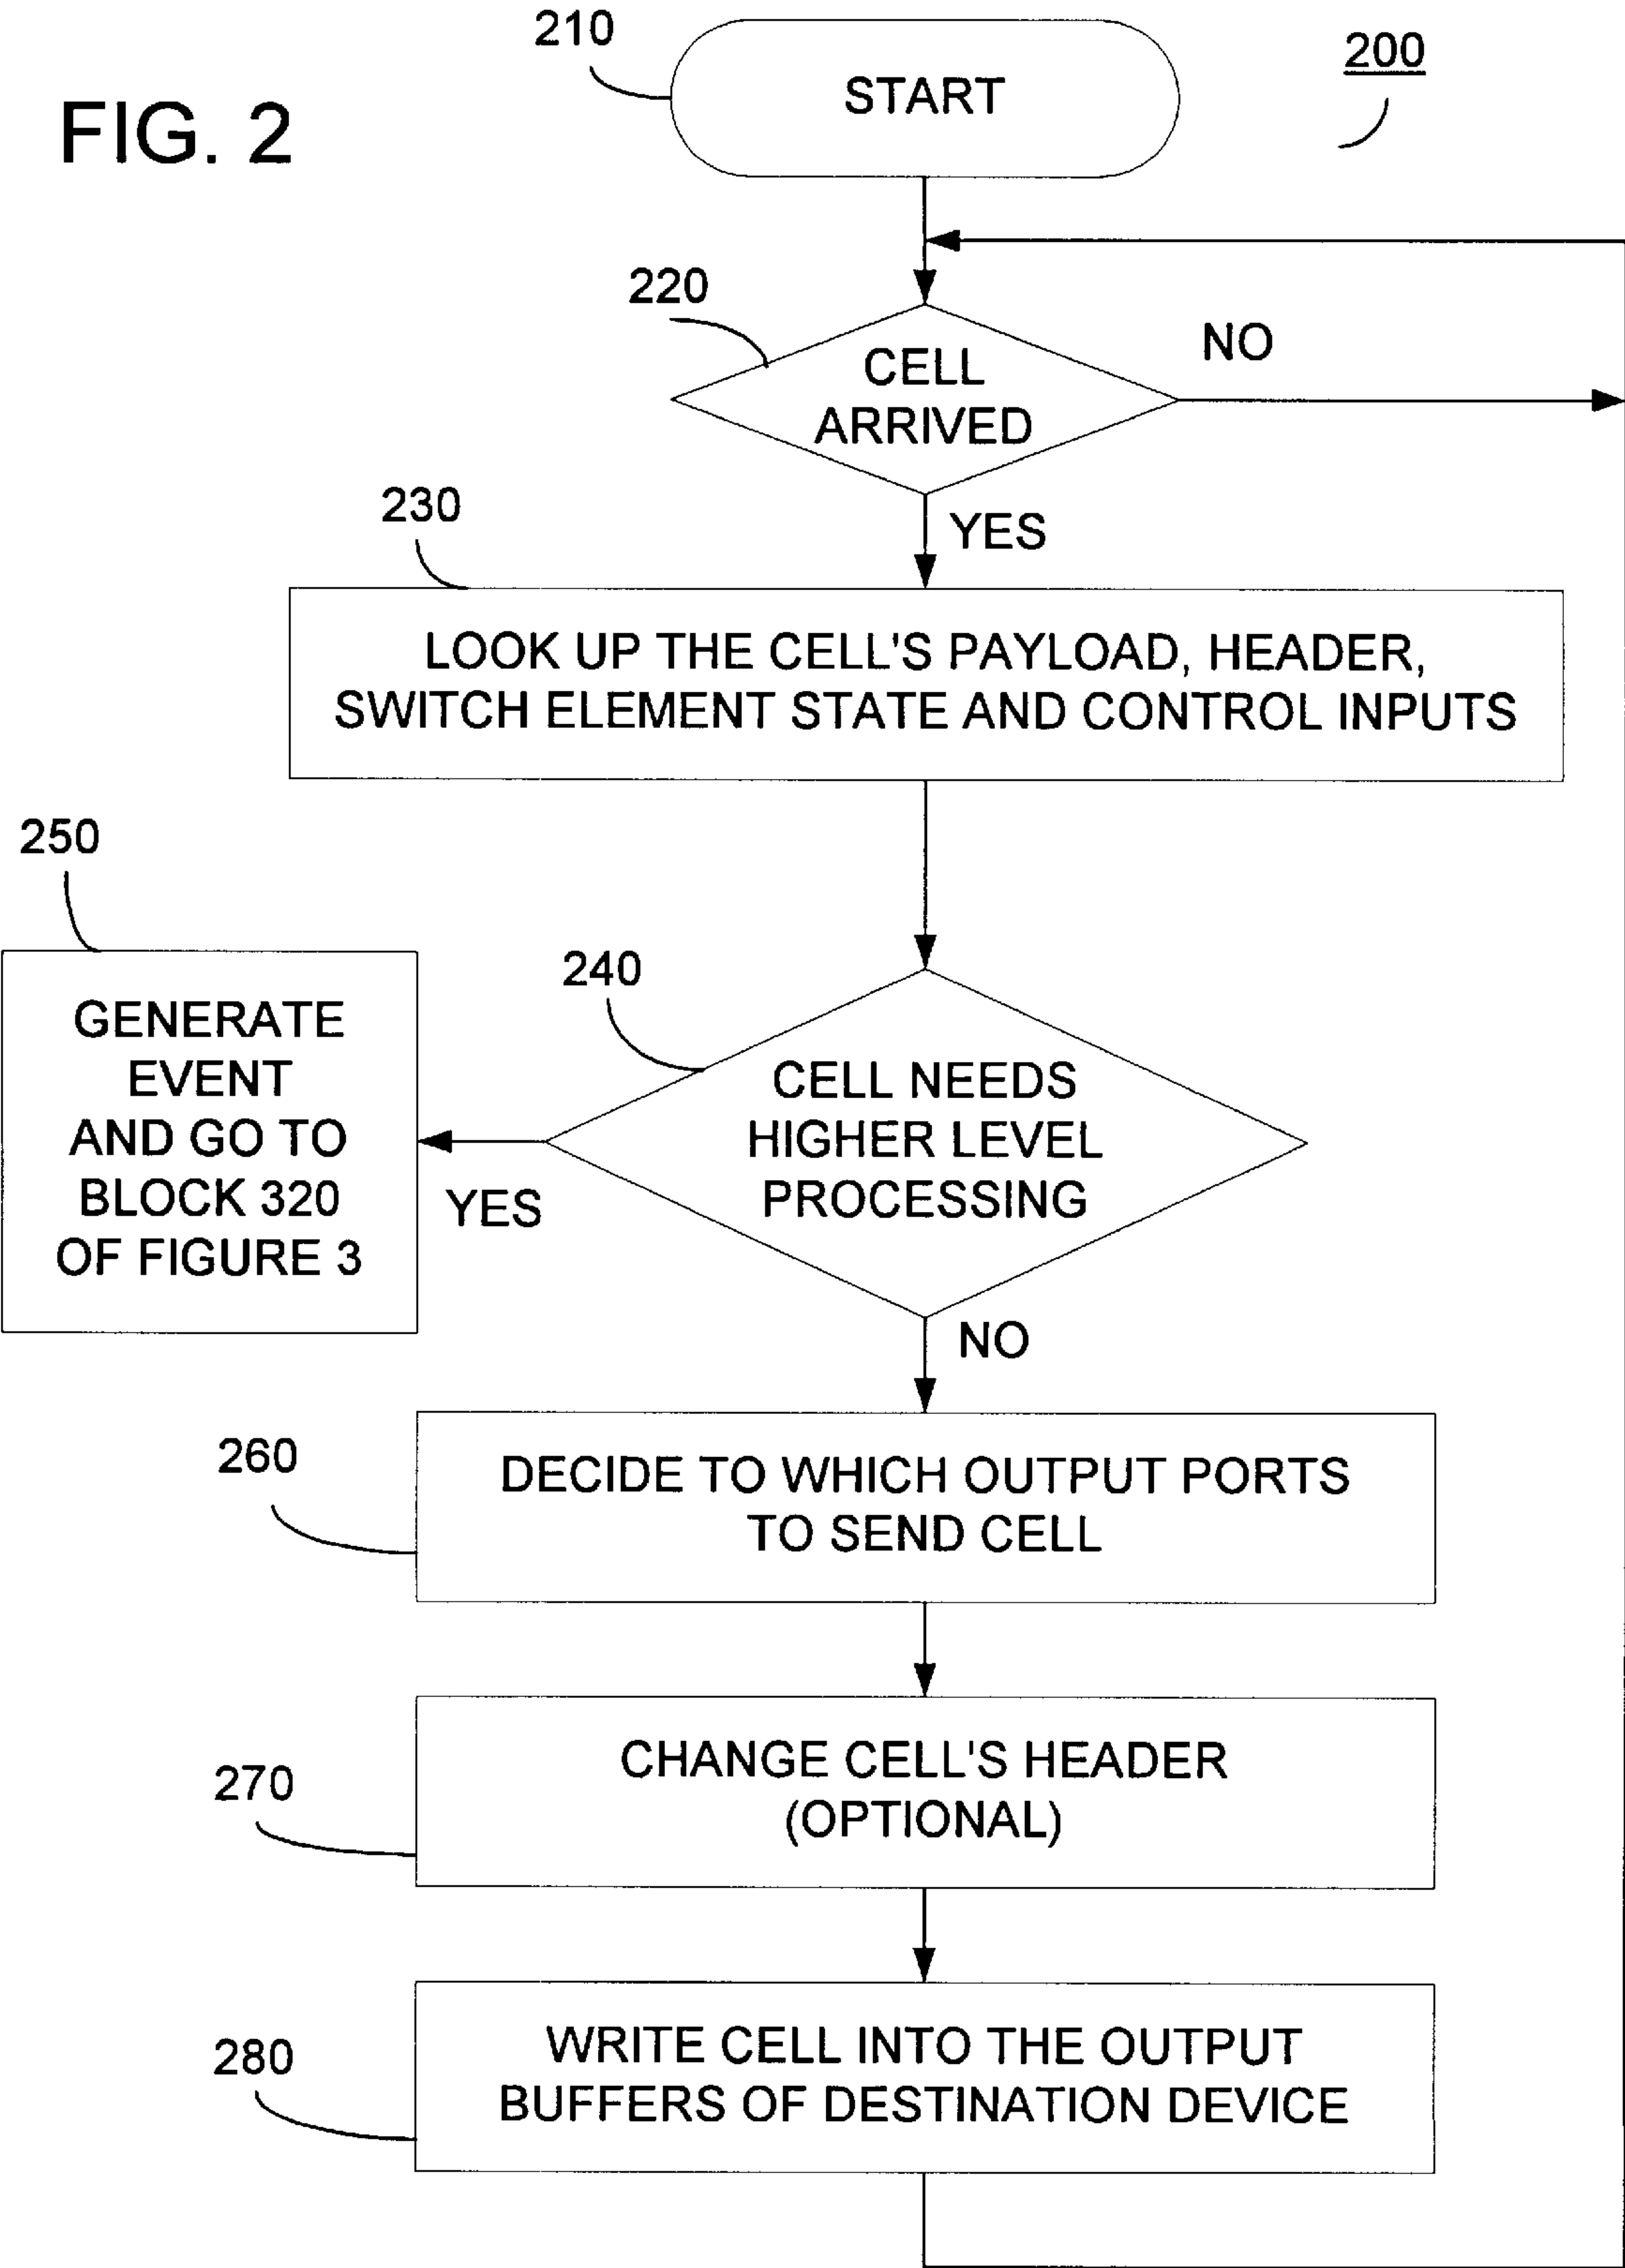 210
START
200
FIG. 2
220
CELL
ARRIVED
NO
230
YES
LOOK UP THE CELL'S PAYLOAD, HEADER,
SWITCH ELEMENT STATE AND CONTROL INPUTS
250
GENERATE
EVENT
AND GO TO
BLOCK 320
OF FIGURE 3
240
CELL NEEDS
HIGHER LEVEL
PROCESSING
YES
NO
260
DECIDE TO WHICH OUTPUT PORTS
TO SEND CELL
270
CHANGE CELL'S HEADER
(OPTIONAL)
280
WRITE CELL INTO THE OUTPUT
BUFFERS OF DESTINATION DEVICE